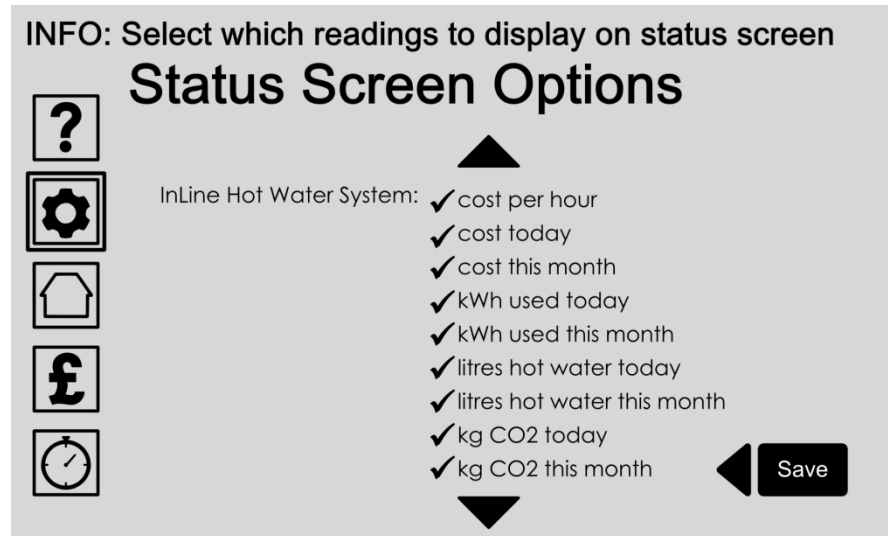 INFO: Select which readings to display on status screen
Status Screen Options
?
InLine Hot Water System: ✓ cost per hour
✓ cost today
✓ cost this month
✓ kWh used today
✓ kWh used this month
✓ litres hot water today
✓ litres hot water this month
✓ kg CO2 today
✓ kg CO2 this month
£
Save